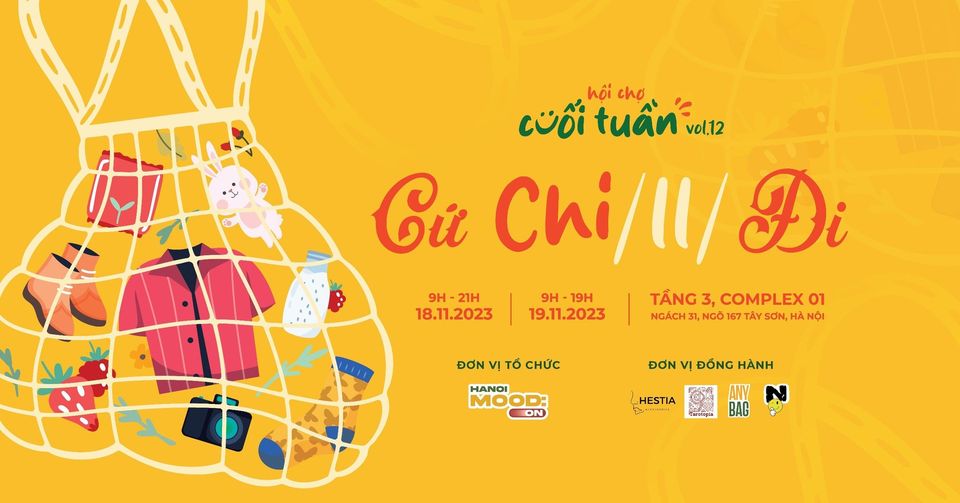 hội chợ
cuối tuần vol.12
Cứ Chi/ll/ Đi
9H - 21H
18.11.2023
9H - 19H
19.11.2023
TẦNG 3, COMPLEX 01
NGÁCH 31, NGÕ 167 TÂY SƠN, HÀ NỘI
ĐƠN VỊ TỔ CHỨC
HANOI
MOOD:
ON
ĐƠN VỊ ĐỒNG HÀNH
HESTIA
Tarotopia
ANY
BAG
N